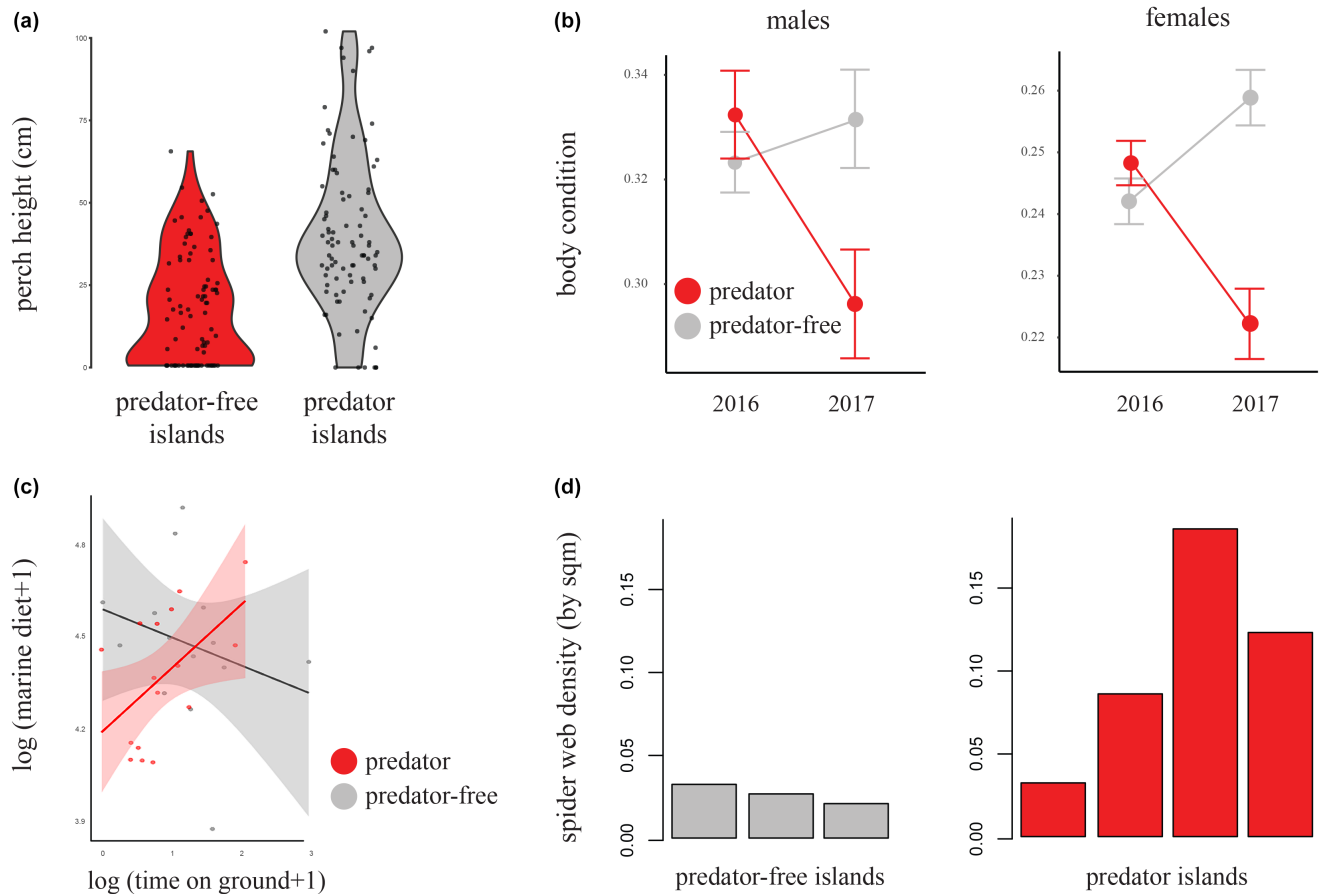 (a)
perch height (cm)
100
75
50
25
0
predator-free
islands
predator
islands
(b)
males
females
body condition
0.34
0.32
0.30
predator
predator-free
2016
2017
0.26
0.25
0.24
0.23
0.22
2016
2017
(c)
log (marine diet+1)
4.8
4.5
4.2
3.9
0
1
2
3
log (time on ground+1)
predator
predator-free
(d)
spider web density (by sqm)
0.15
0.10
0.05
0.00
predator-free islands
0.15
0.10
0.05
0.00
predator islands